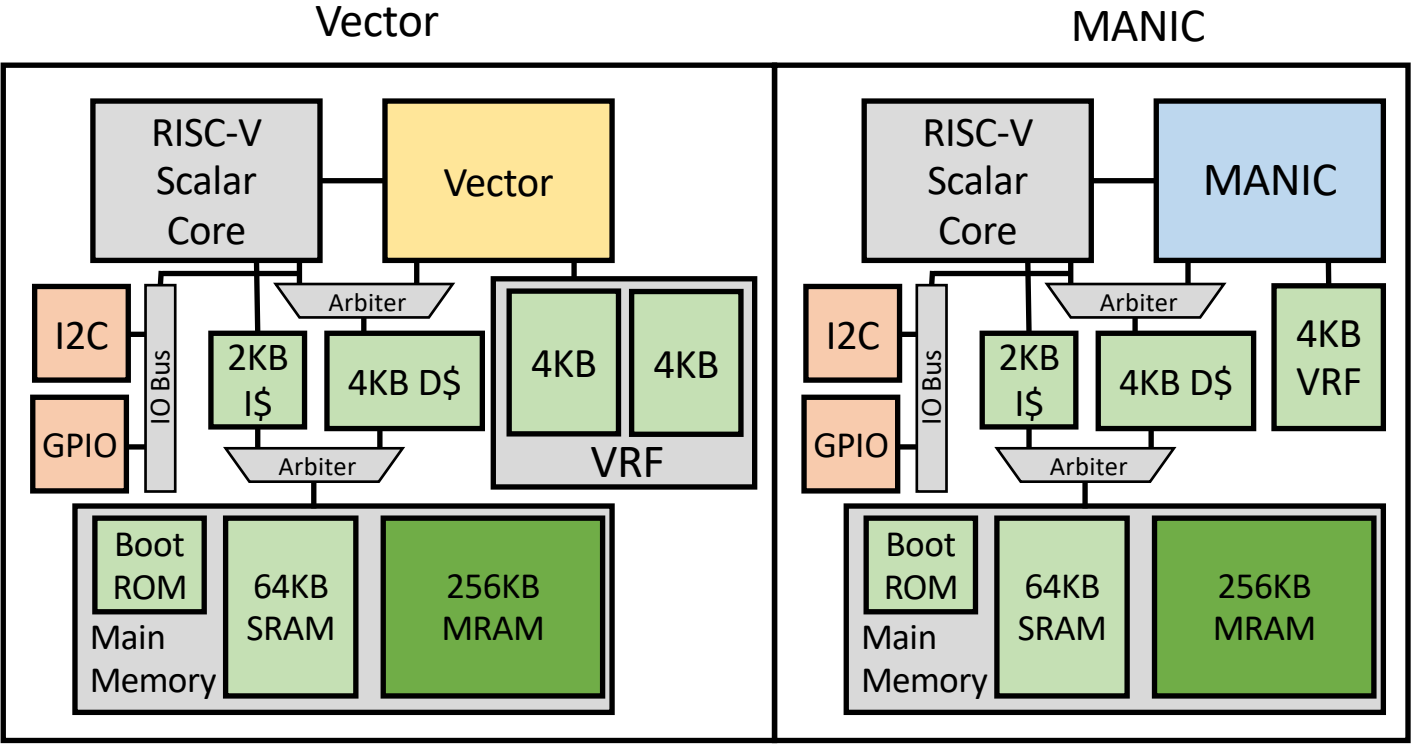 Vector
RISC-V
Scalar
Core
Vector
Arbiter
I2C
IO Bus
2KB
I$
4KB D$
4KB
4KB
VRF
GPIO
Arbiter
Boot
ROM
Main
Memory
64KB
SRAM
256KB
MRAM
MANIC
RISC-V
Scalar
Core
MANIC
Arbiter
I2C
IO Bus
2KB
I$
4KB D$
4KB
VRF
GPIO
Arbiter
Boot
ROM
Main
Memory
64KB
SRAM
256KB
MRAM